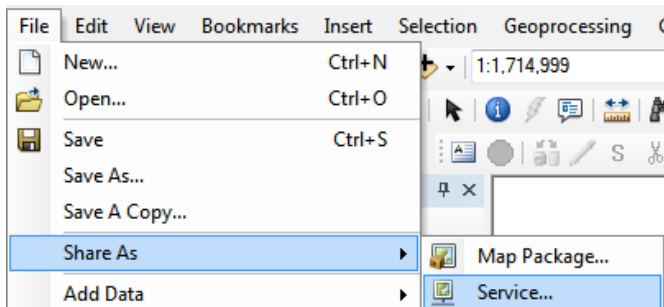 File Edit View Bookmarks Insert Selection Geoprocessing
New... Ctrl+N
1:1,714,999
Open... Ctrl+O
Save Ctrl+S
S
Save As...
Save A Copy...
Share As
Map Package...
Add Data
Service...